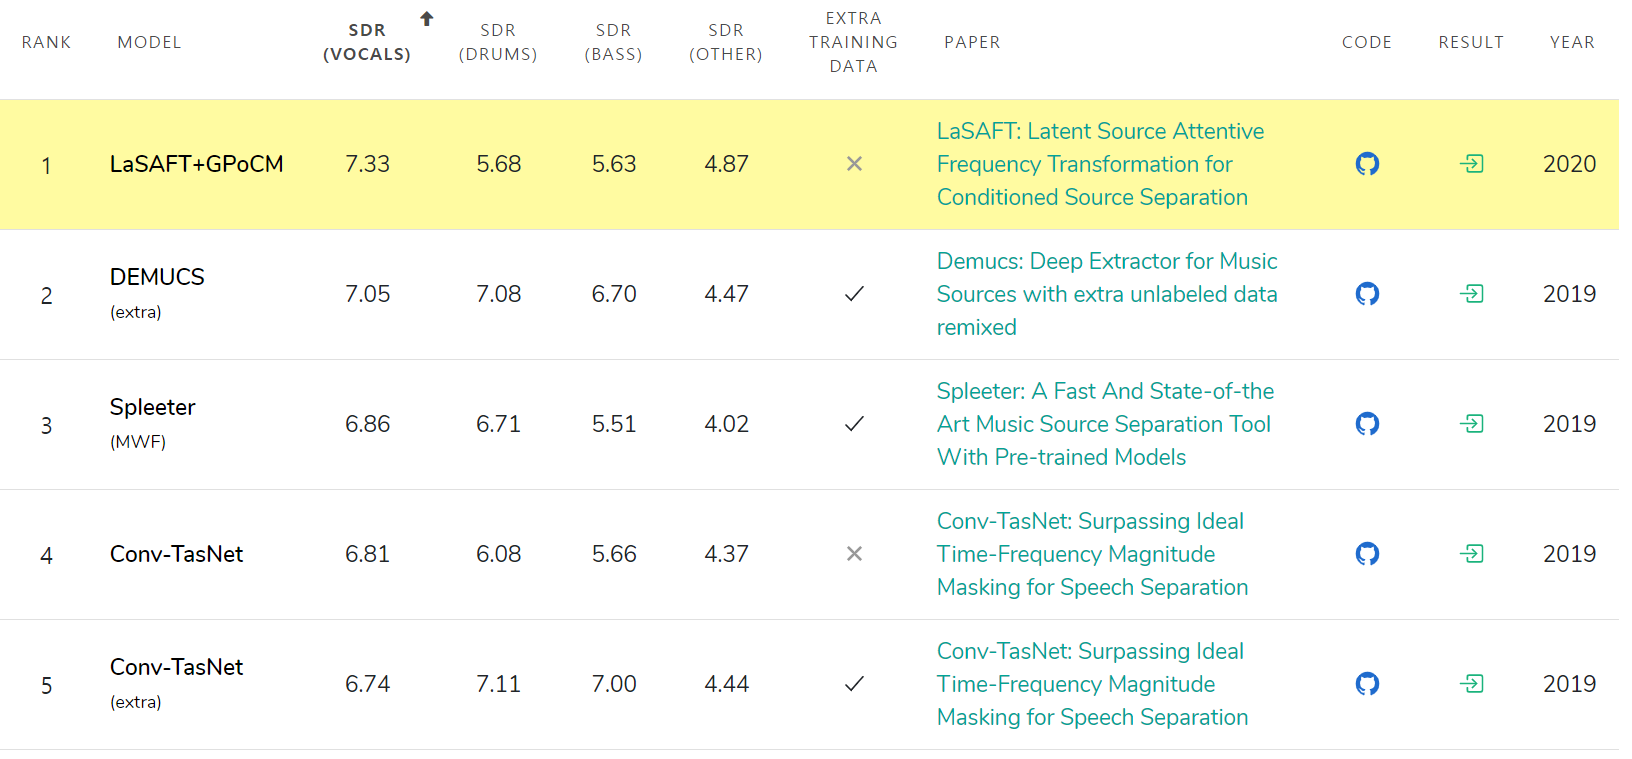 RANK MODEL SDR (VOCALS) SDR (DRUMS) SDR (BASS) SDR (OTHER) EXTRA TRAINING DATA PAPER CODE RESULT YEAR
1 LaSAFT+GPoCM 7.33 5.68 5.63 4.87 × LaSAFT: Latent Source Attentive
Frequency Transformation for
Conditioned Source Separation 2020
2 DEMUCS (extra) 7.05 7.08 6.70 4.47 ✓ Demucs: Deep Extractor for Music
Sources with extra unlabeled data
remixed 2019
3 Spleeter (MWF) 6.86 6.71 5.51 4.02 ✓ Spleeter: A Fast And State-of-the
Art Music Source Separation Tool
With Pre-trained Models 2019
4 Conv-TasNet 6.81 6.08 5.66 4.37 × Conv-TasNet: Surpassing Ideal
Time-Frequency Magnitude
Masking for Speech Separation 2019
5 Conv-TasNet (extra) 6.74 7.11 7.00 4.44 ✓ Conv-TasNet: Surpassing Ideal
Time-Frequency Magnitude
Masking for Speech Separation 2019